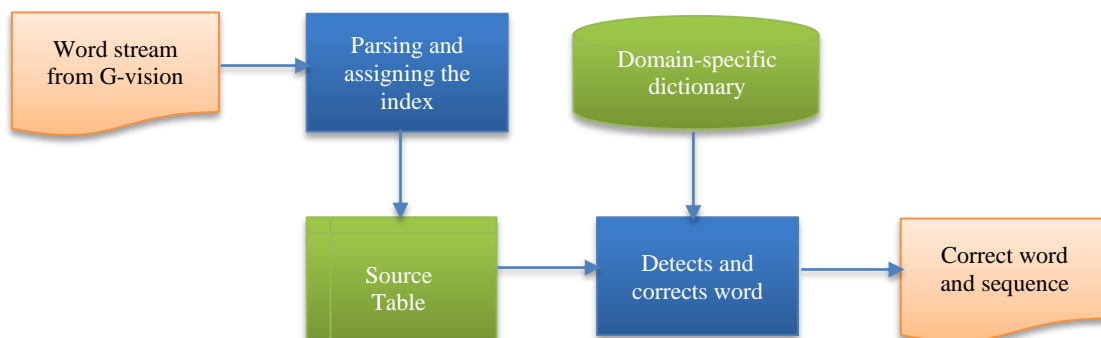 Word stream
from G-vision
Parsing and
assigning the
index
Domain-specific
dictionary
Source
Table
Detects and
corrects word
Correct word
and sequence